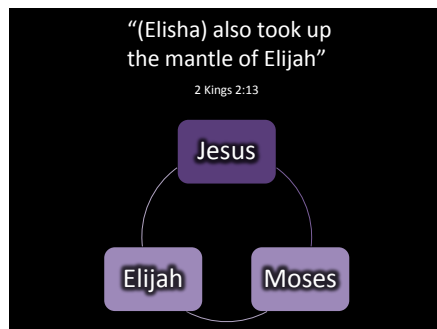 “(Elisha) also took up
the mantle of Elijah”
2 Kings 2:13
Jesus
Elijah
Moses